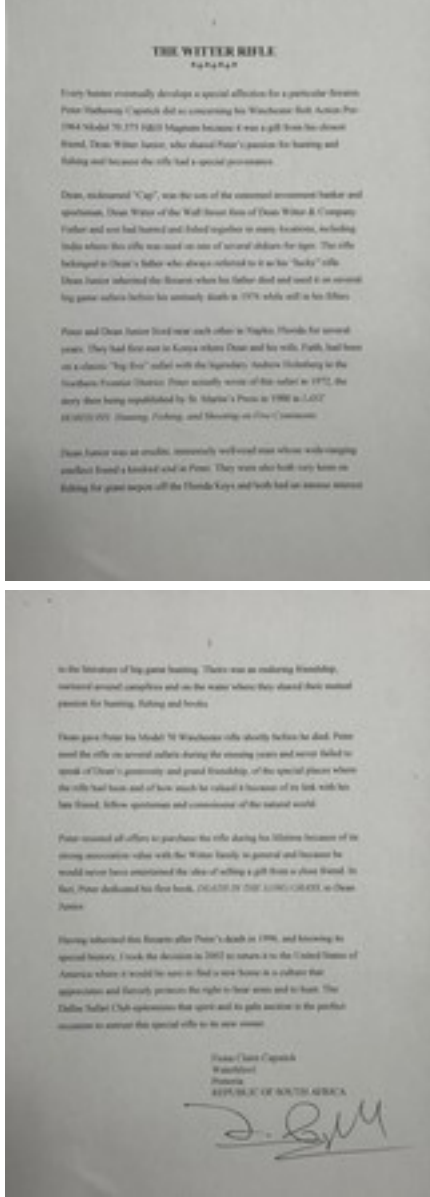 THE WITTER RIFLE
Every hunter eventually develops a special affection for a particular firearm.
Peter Hathaway Capstick did so concerning his Winchester Bolt Action Pre-
1964 Model 70 .375 H&H Magnum because it was a gift from his closest
friend, Dean Witter Junior, who shared Peter's passion for hunting and
fishing and because the rifle had a special provenance.
Dean, nicknamed "Cap", was the son of the esteemed investment banker and
sportsman, Dean Witter of the Wall Street firm of Dean Witter & Company.
Father and son had hunted and fished together in many locations, including
India where this rifle was used on one of several shikars for tiger. The rifle
belonged to Dean's father who always referred to it as his "lucky" rifle.
Dean Junior inherited the firearm when his father died and used it on several
big game safaris before his untimely death in while still in his fifties.
Peter and Dean Junior lived near each other in Naples, Florida for several
years. They had first met in Kenya where Dean and his wife, Faith, had been
on a classic "big five" safari with the legendary Andrew Holmberg in the
Northern Frontier District. Peter actually wrote of this safari in 1972, the
story then being republished by St. Martin's Press in in LAST
HORIZONS: Hunting, Fishing, and Shooting on Five Continents.
Dean Junior was an erudite, immensely well-read man whose wide-ranging
intellect found a kindred soul in Peter. They were also both very keen on
fishing for giant tarpon off the Florida Keys and both had an intense interest
in the literature of big game hunting. Theirs was an enduring friendship,
nurtured around campfires and on the water where they shared their mutual
passion for hunting, fishing and books.
Dean gave Peter his Model 70 Winchester rifle shortly before he died. Peter
used the rifle on several safaris during the ensuing years and never failed to
speak of Dean's generosity and grand friendship, of the special places where
the rifle had been and of how much he valued it because of its link with his
late friend, fellow sportsman and connoisseur of the natural world.
Peter resisted all offers to purchase the rifle during his lifetime because of its
strong association value with the Witter family in general and because he
would never have entertained the idea of selling a gift from a close friend. In
fact, Peter dedicated his first book, DEATH IN THE LONG GRASS, to Dean
Junior.
Having inherited this firearm after Peter's death in 1996, and knowing its
special history, I took the decision in to return it to the United States of
America where it would be sure to find a new home in a culture that
appreciates and fiercely protects the right to bear arms and to hunt. The
Dallas Safari Club epitomises that spirit and its gala auction is the perfect
occasion to entrust this special rifle to its new owner.
Fiona Claire Capstick
Waterkloof
Pretoria
REPUBLIC OF SOUTH AFRICA